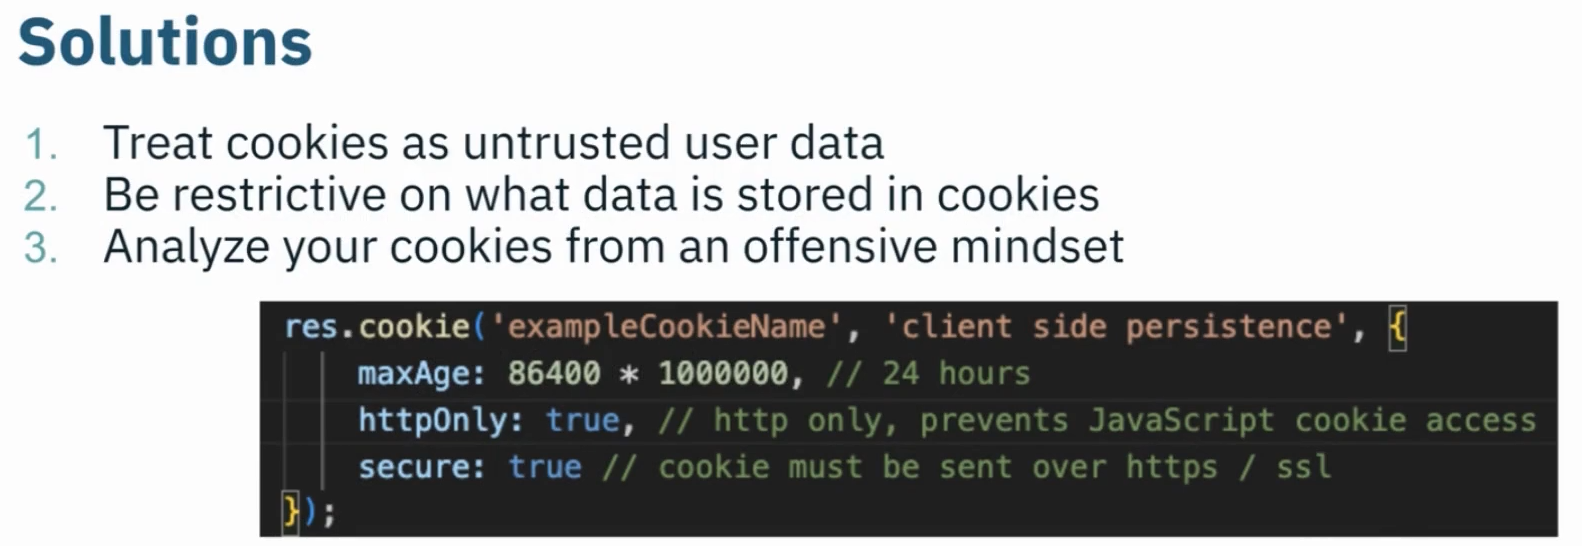 Solutions
1. Treat cookies as untrusted user data
2. Be restrictive on what data is stored in cookies
3. Analyze your cookies from an offensive mindset
res.cookie('exampleCookieName', 'client side persistence', {
maxAge: 86400 * 1000000, // 24 hours
httpOnly: true, // http only, prevents JavaScript cookie access
secure: true // cookie must be sent over https / ssl
});